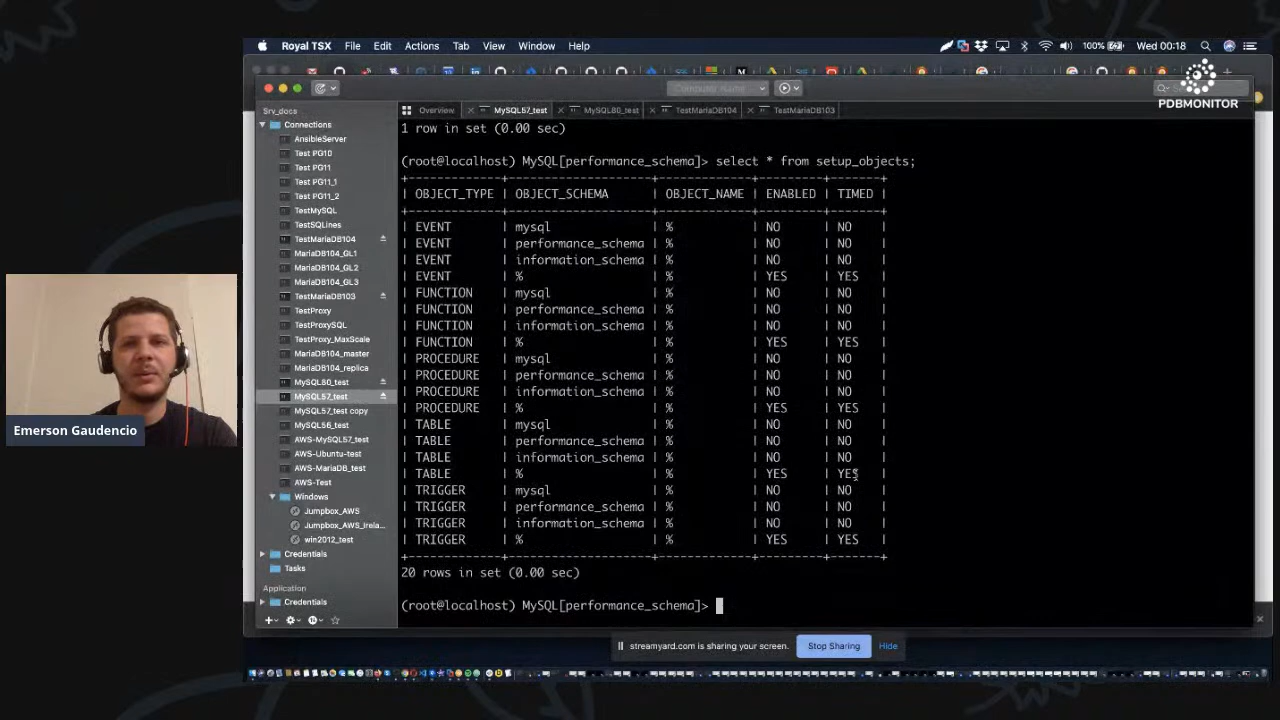 Royal TSX File Edit Actions Tab View Window Help 100% Wed 00:18
PDBMONITOR
Srv_docs
Connections
AnsibleServer
Test PG10
Test PG11
Test PG11_1
Test PG11_2
TestMySQL
TestSQLines
TestMariaDB104
MariaDB104_GL1
MariaDB104_GL2
MariaDB104_GL3
TestMariaDB103
TestProxy
TestProxySQL
TestProxy_MaxScale
MariaDB104_master
MariaDB104_replica
MySQL80_test
MySQL57_test
MySQL57_test copy
MySQL56_test
AWS-MySQL57_test
AWS-Ubuntu-test
AWS-MariaDB_test
AWS-Test
Windows
Jumpbox_AWS
Jumpbox_AWS_Irela...
win2012_test
Credentials
Tasks
Application
Credentials
Computer Name
Overview MySQL57_test MySQL80_test TestMariaDB104 TestMariaDB103
1 row in set (0.00 sec)
(root@localhost) MySQL[performance_schema]> select * from setup_objects;
+-------------+--------------------+-------------+---------+-------+
| OBJECT_TYPE | OBJECT_SCHEMA | OBJECT_NAME | ENABLED | TIMED |
+-------------+--------------------+-------------+---------+-------+
| EVENT | mysql | % | NO | NO |
| EVENT | performance_schema | % | NO | NO |
| EVENT | information_schema | % | NO | NO |
| EVENT | % | % | YES | YES |
| FUNCTION | mysql | % | NO | NO |
| FUNCTION | performance_schema | % | NO | NO |
| FUNCTION | information_schema | % | NO | NO |
| FUNCTION | % | % | YES | YES |
| PROCEDURE | mysql | % | NO | NO |
| PROCEDURE | performance_schema | % | NO | NO |
| PROCEDURE | information_schema | % | NO | NO |
| PROCEDURE | % | % | YES | YES |
| TABLE | mysql | % | NO | NO |
| TABLE | performance_schema | % | NO | NO |
| TABLE | information_schema | % | NO | NO |
| TABLE | % | % | YES | YES |
| TRIGGER | mysql | % | NO | NO |
| TRIGGER | performance_schema | % | NO | NO |
| TRIGGER | information_schema | % | NO | NO |
| TRIGGER | % | % | YES | YES |
+-------------+--------------------+-------------+---------+-------+
20 rows in set (0.00 sec)
(root@localhost) MySQL[performance_schema]>
Emerson Gaudencio
streamyard.com is sharing your screen. Stop Sharing Hide